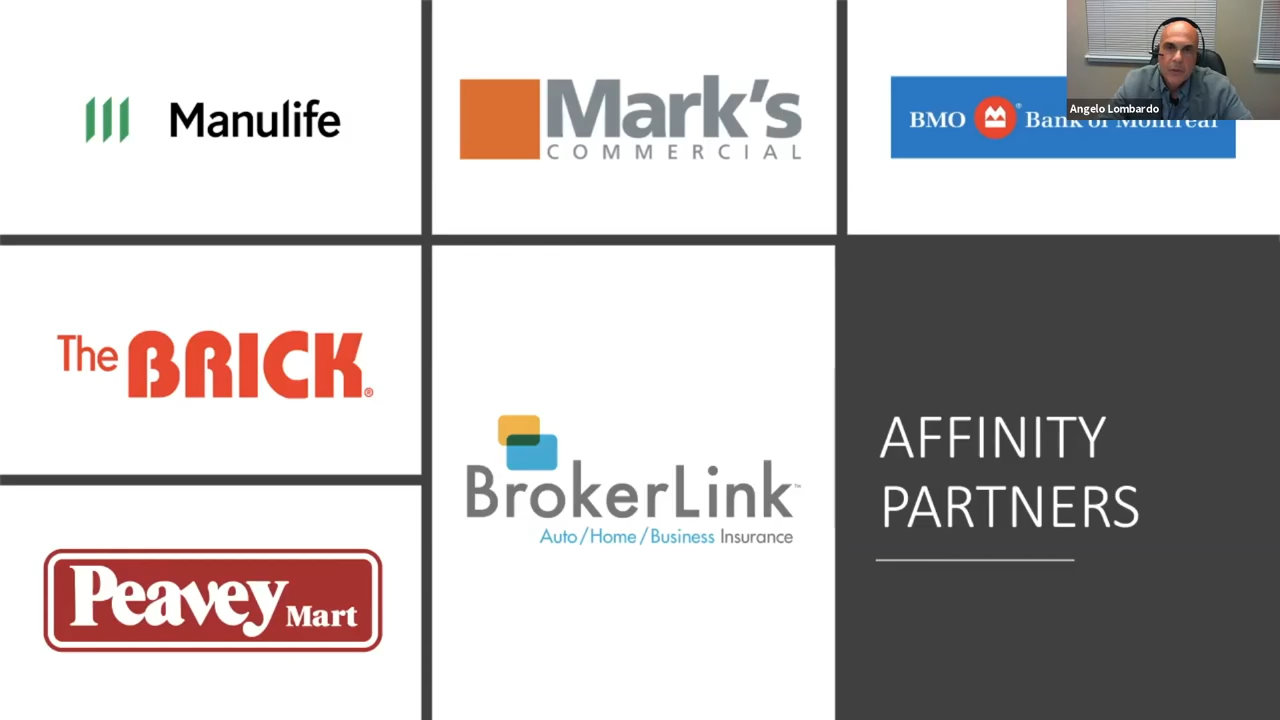 Manulife
Mark's
COMMERCIAL
BMO Bank of Montreal
Angelo Lombardo
The BRICK
BrokerLink
Auto/Home/Business Insurance
Peavey Mart
AFFINITY
PARTNERS